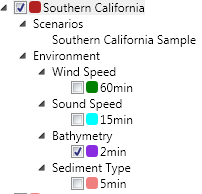 Southern California
Scenarios
Southern California Sample
Environment
Wind Speed
60min
Sound Speed
15min
Bathymetry
2min
Sediment Type
5min